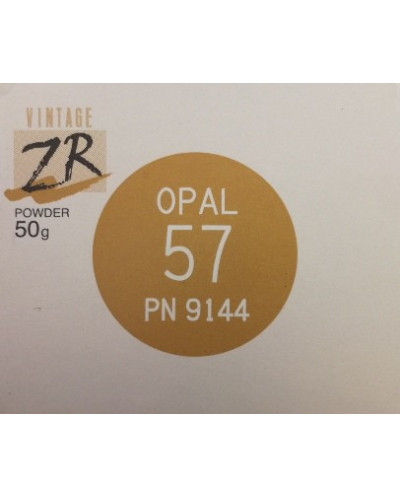 VINTAGE
ZR
POWDER
50g
OPAL
57
PN 9144